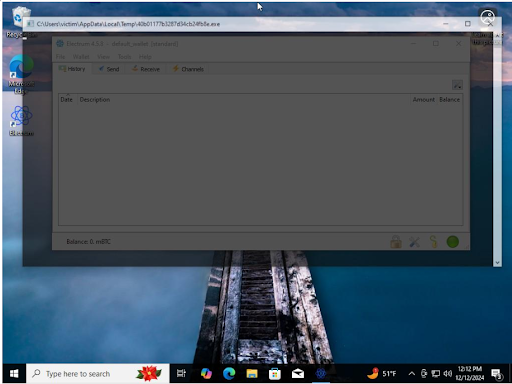 C:\Users\victim\AppData\Local\Temp\40b01177b3287d34cb24fb8e.exe
Recycle
Electrum 4.5.8 - default_wallet [standard]
File Wallet View Tools Help
History Send Receive Channels
Date Description Amount Balance
Microsoft
Edge
Electrum
Balance: 0. mBTC
Type here to search
51°F
12:12 PM
12/12/2024